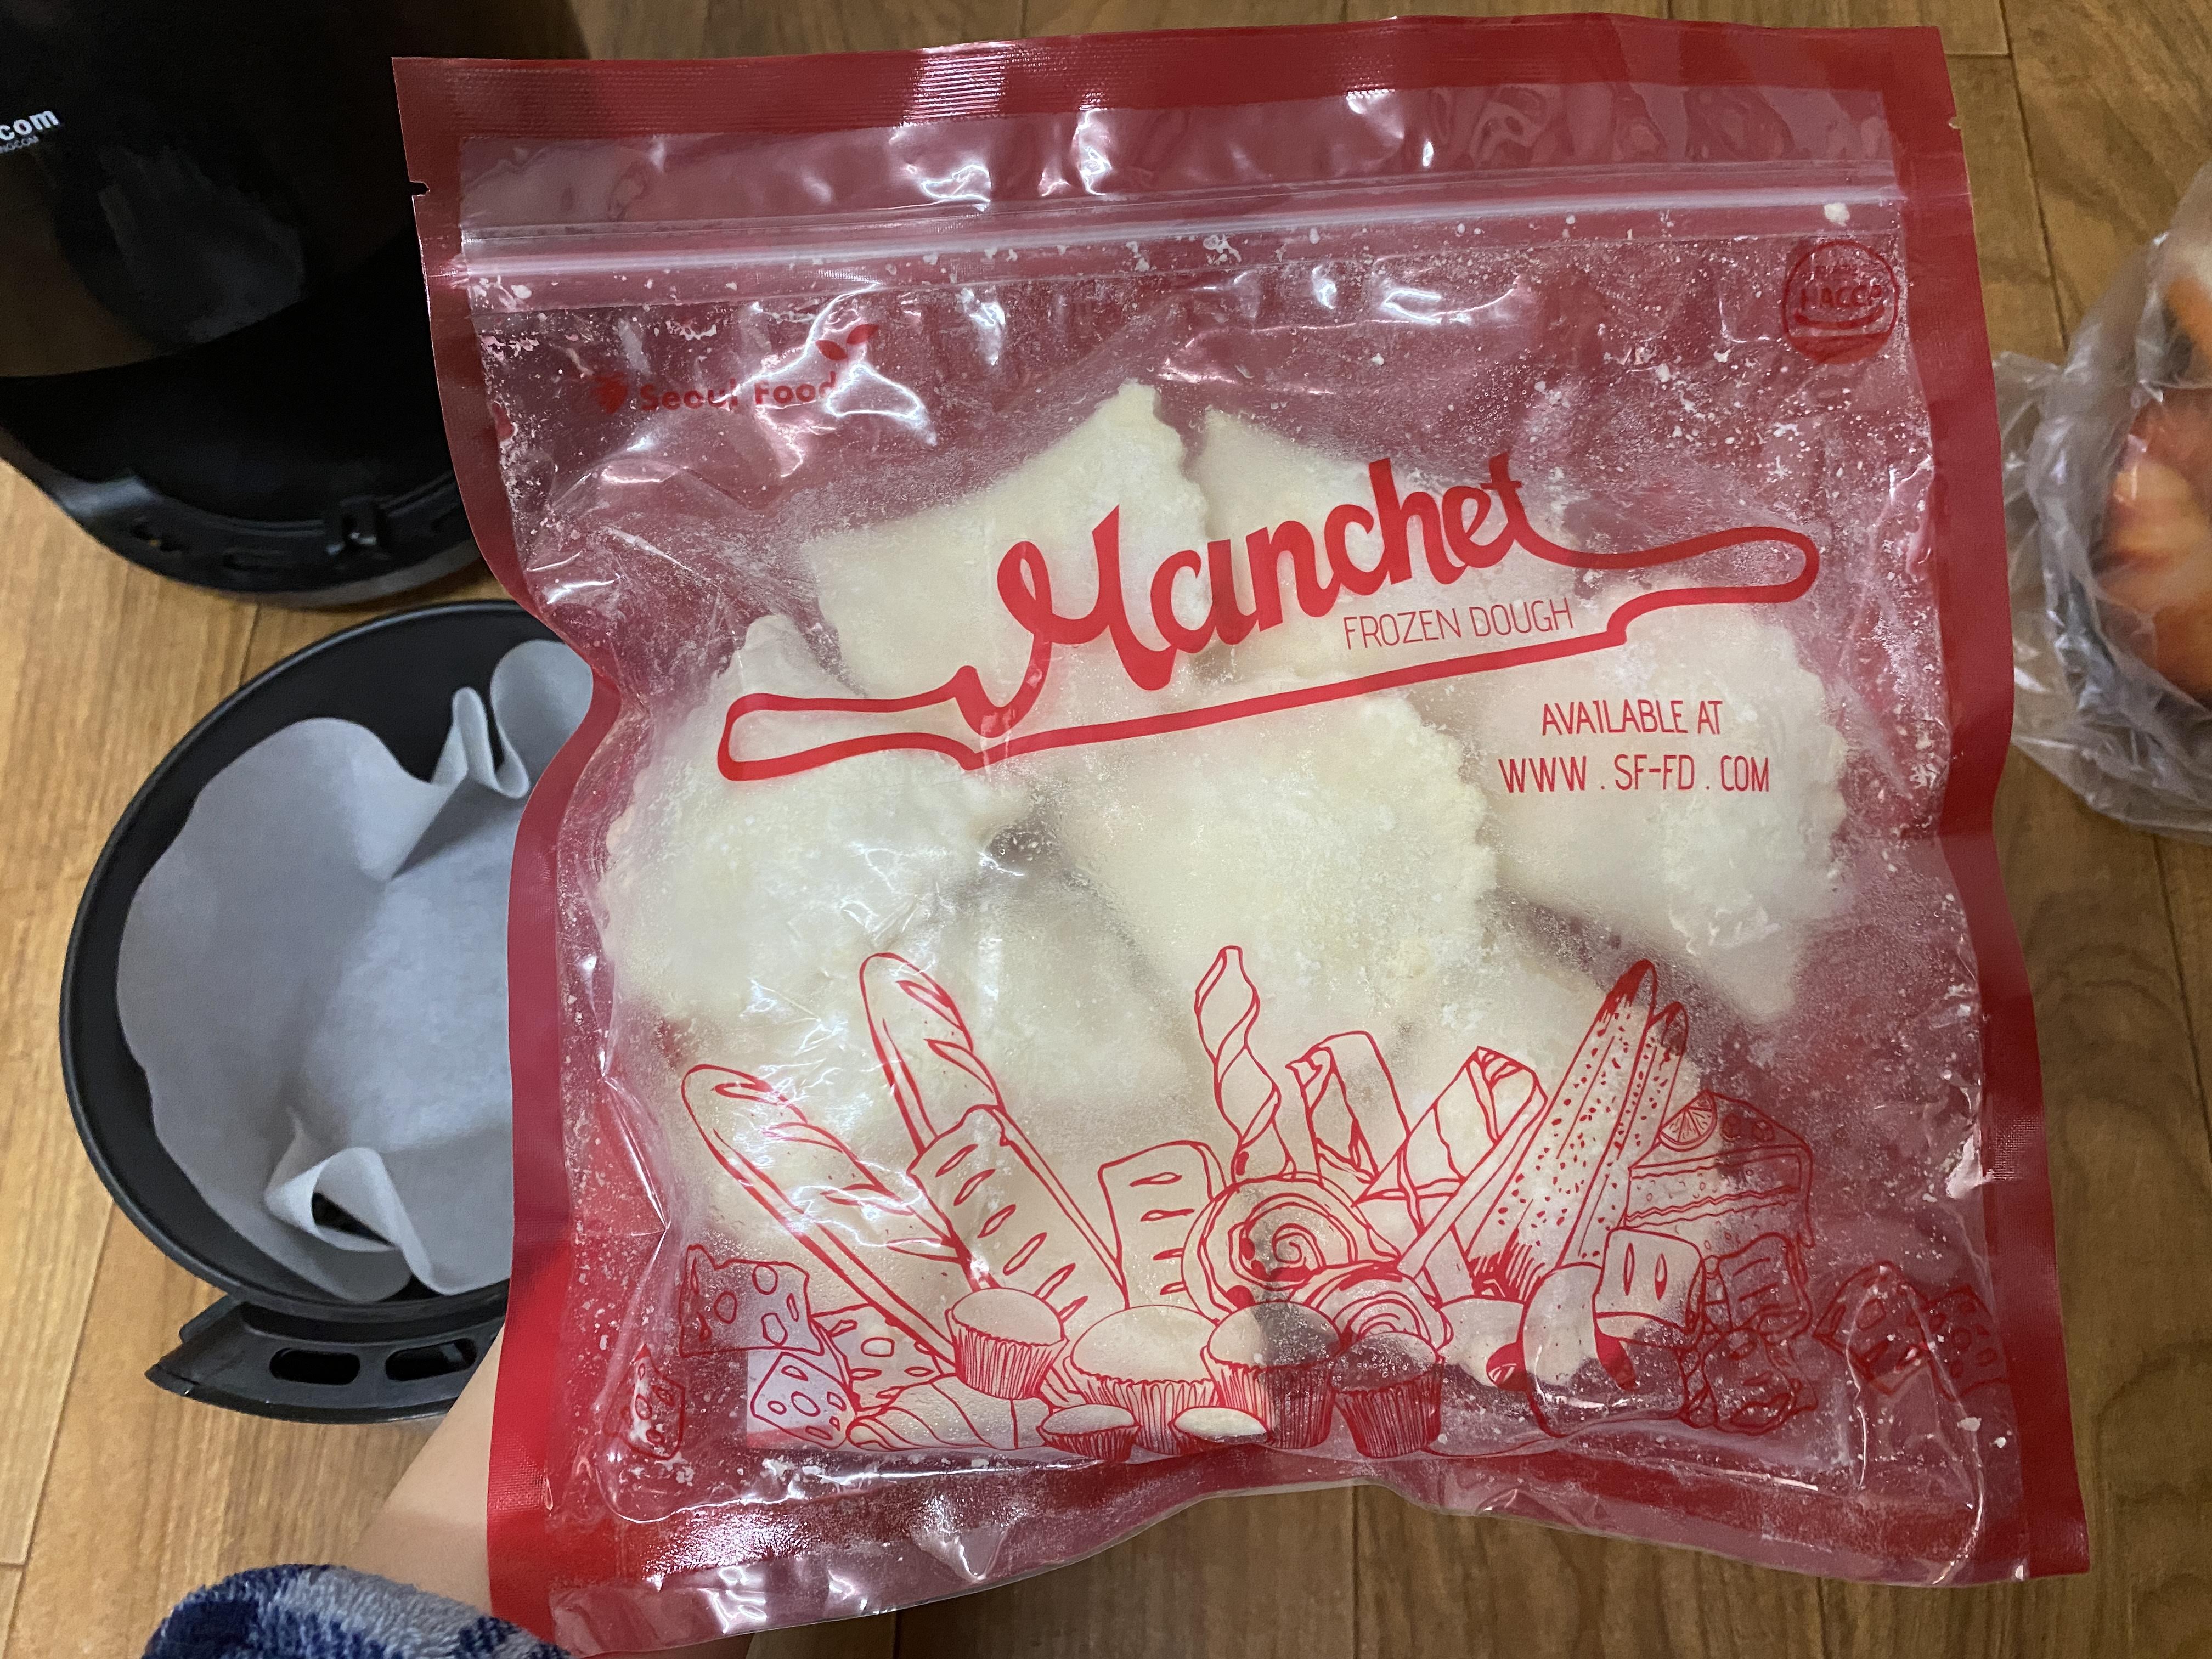 com
Seoul Food
HACCP
Manchet
FROZEN DOUGH
AVAILABLE AT
WWW . SF-FD . COM